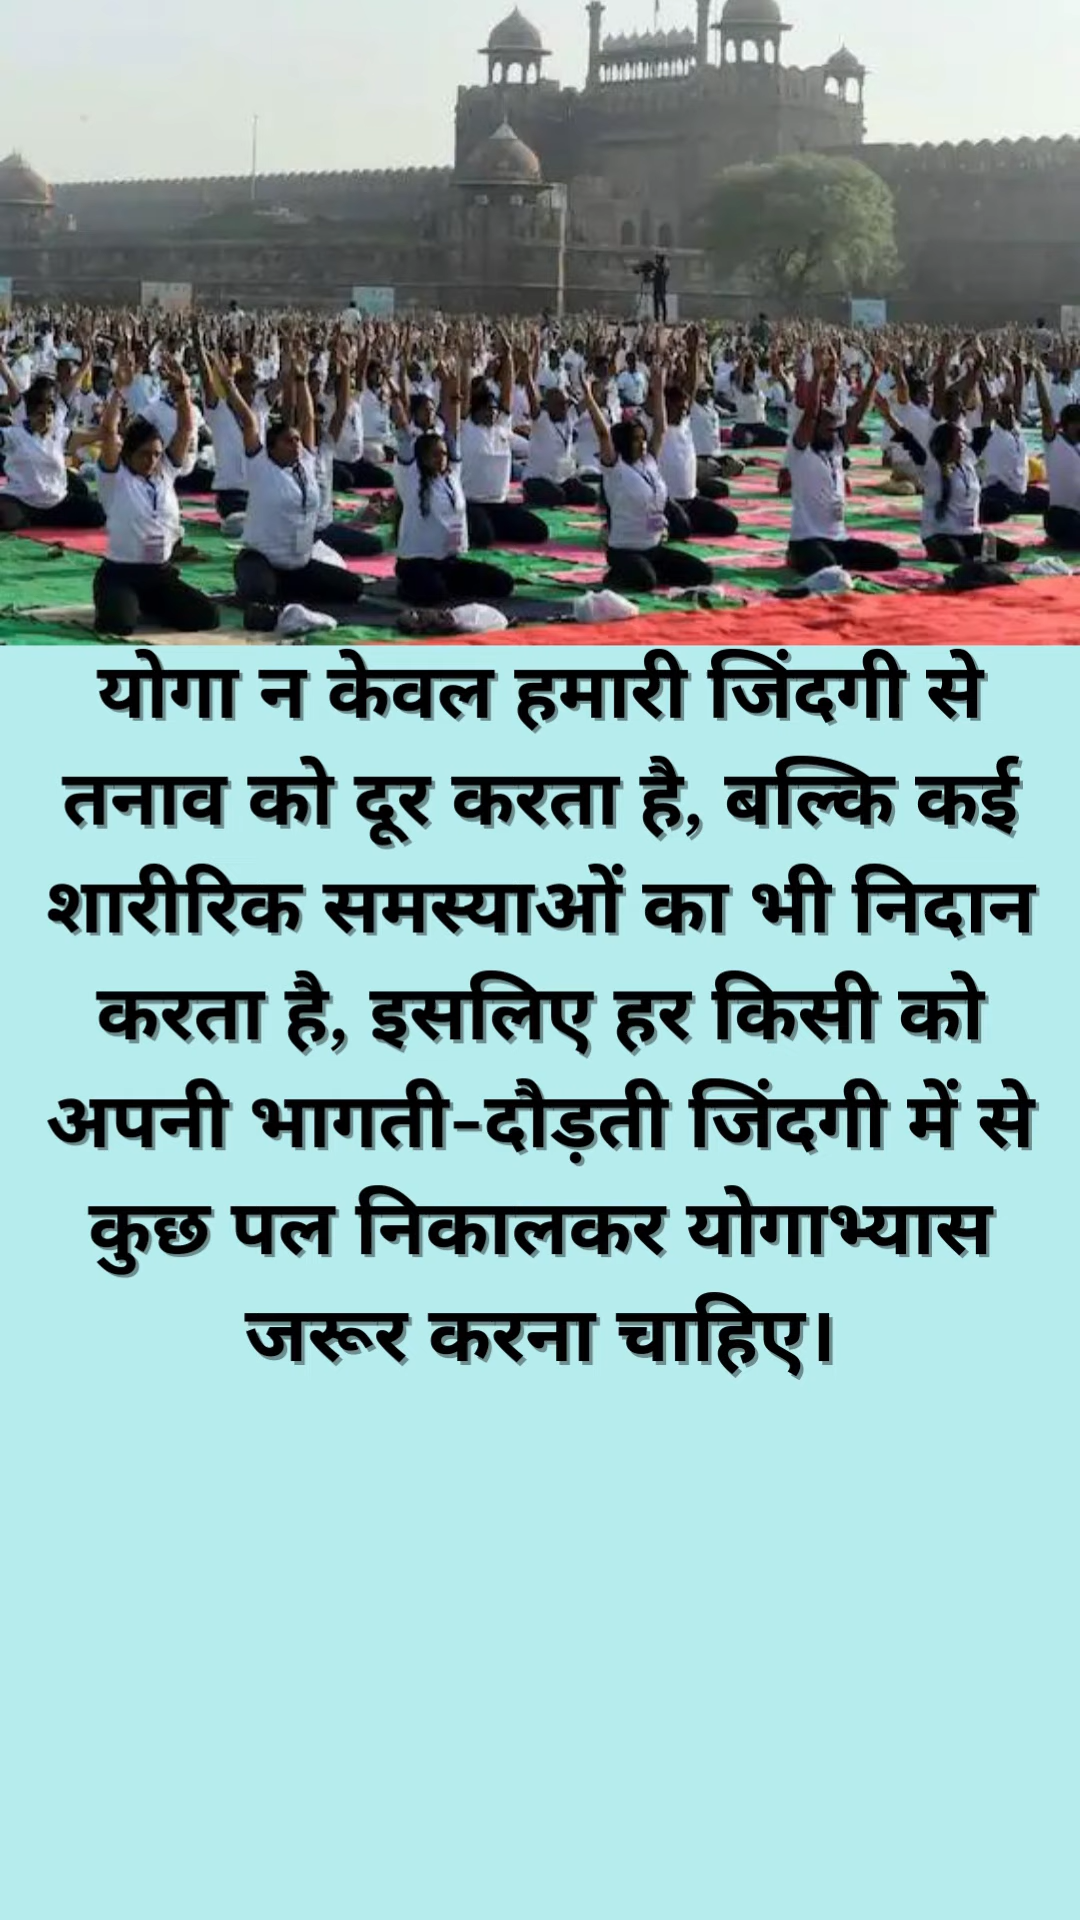 योगा न केवल हमारी जिंदगी से
तनाव को दूर करता है, बल्कि कई
शारीरिक समस्याओं का भी निदान
करता है, इसलिए हर किसी को
अपनी भागती-दौड़ती जिंदगी में से
कुछ पल निकालकर योगाभ्यास
जरूर करना चाहिए।